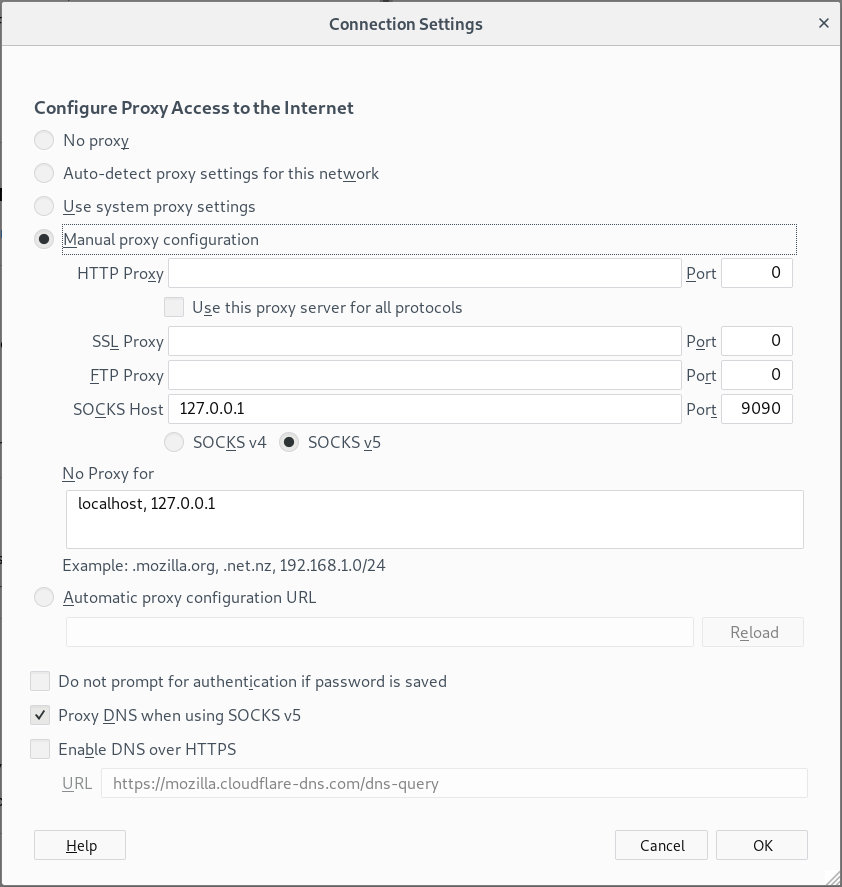 Connection Settings
Configure Proxy Access to the Internet
No proxy
Auto-detect proxy settings for this network
Use system proxy settings
Manual proxy configuration
HTTP Proxy Port 0
Use this proxy server for all protocols
SSL Proxy Port 0
FTP Proxy Port 0
SOCKS Host 127.0.0.1 Port 9090
SOCKS v4 SOCKS v5
No Proxy for
localhost, 127.0.0.1
Example: .mozilla.org, .net.nz, 192.168.1.0/24
Automatic proxy configuration URL
Reload
Do not prompt for authentication if password is saved
Proxy DNS when using SOCKS v5
Enable DNS over HTTPS
URL https://mozilla.cloudflare-dns.com/dns-query
Help Cancel OK